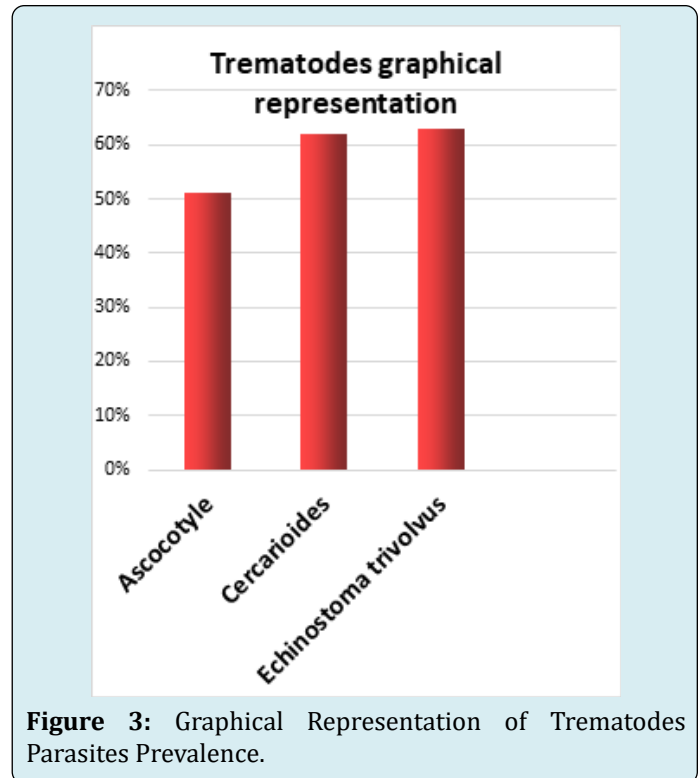 Trematodes graphical
representation
70%
60%
50%
40%
30%
20%
10%
0%
Ascocotyle
Cercarioides
Echinostoma trivolvus
Figure 3: Graphical Representation of Trematodes
Parasites Prevalence.